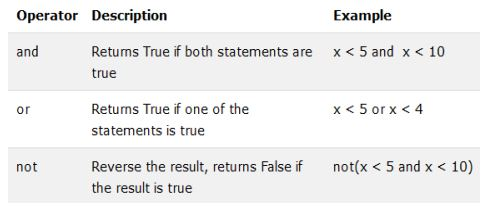 Operator Description Example
and Returns True if both statements are x < 5 and  x < 10
true
or Returns True if one of the x < 5 or x < 4
statements is true
not Reverse the result, returns False if not(x < 5 and x < 10)
the result is true